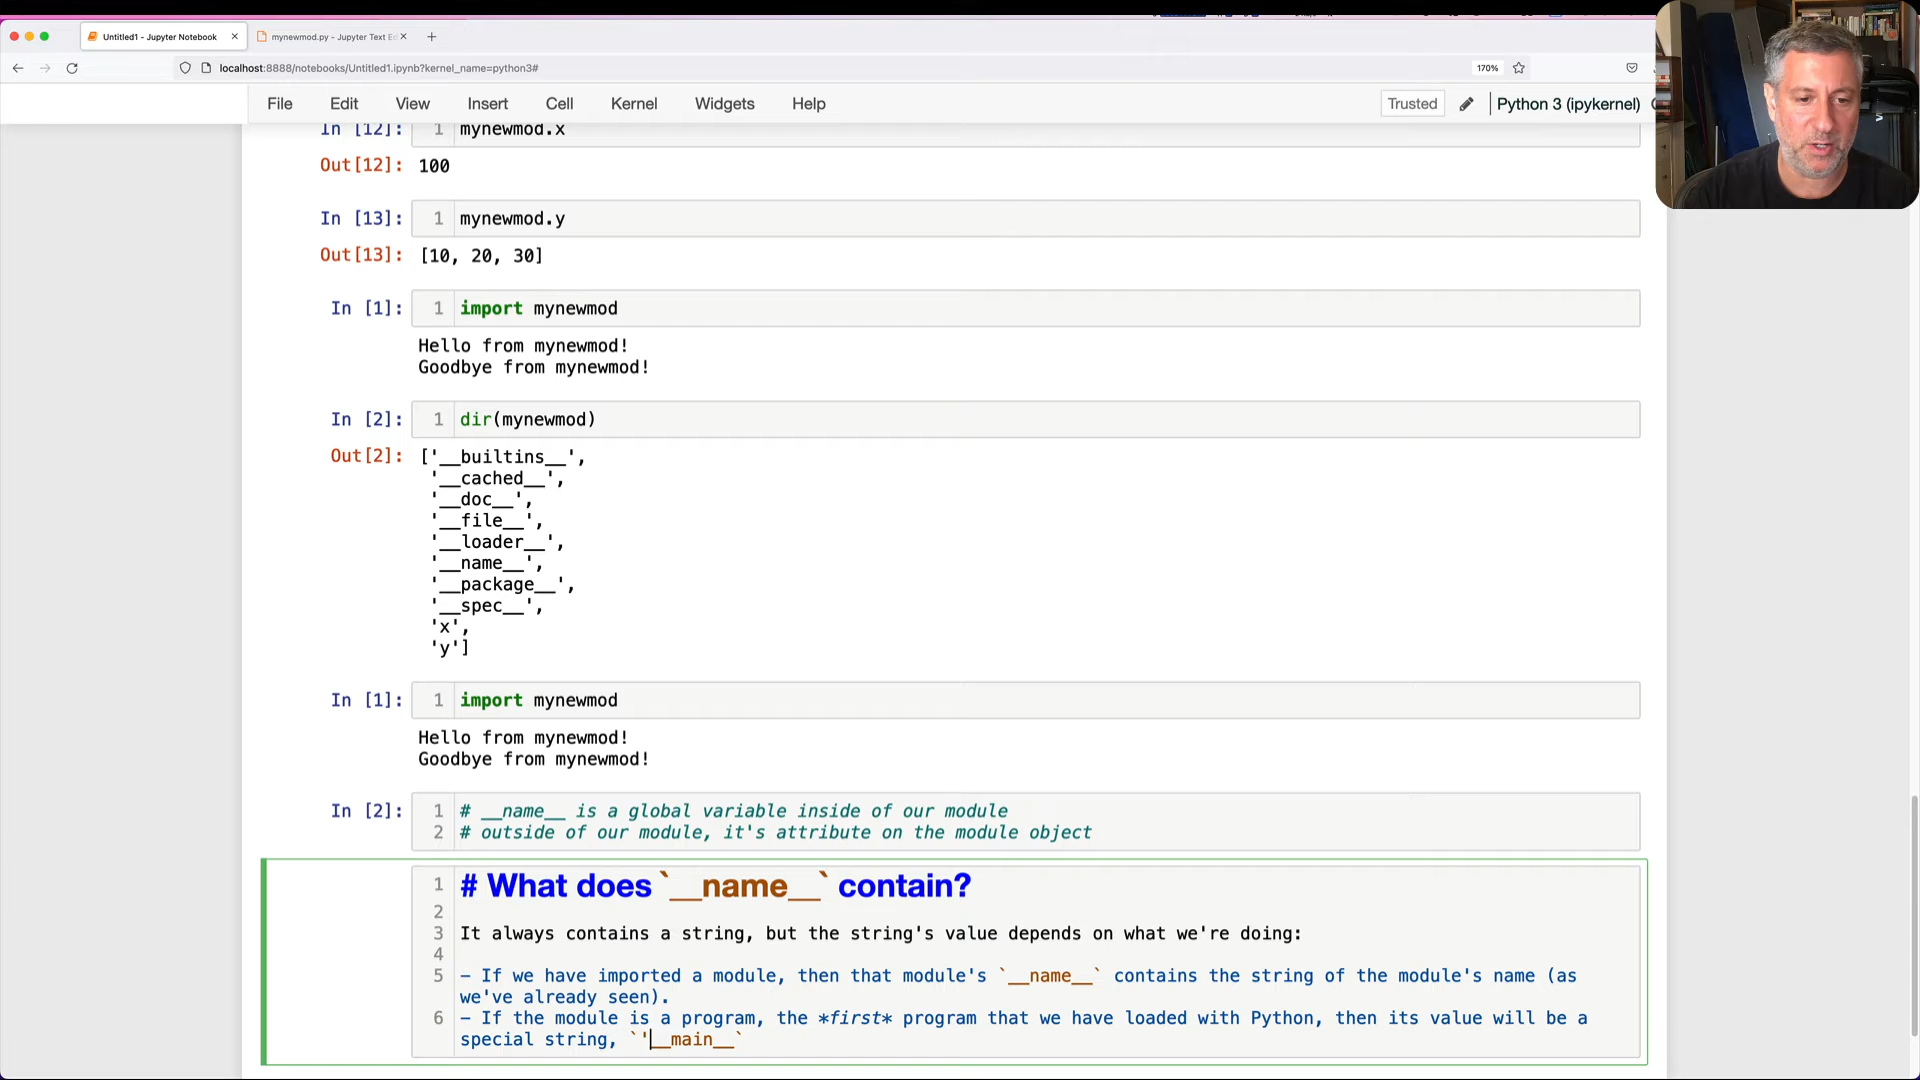 Untitled1 - Jupyter Notebook
mynewmod.py - Jupyter Text Ed
localhost:8888/notebooks/Untitled1.ipynb?kernel_name=python3#
170%
File Edit View Insert Cell Kernel Widgets Help
Trusted
Python 3 (ipykernel)
In [12]: 1 mynewmod.x
Out[12]: 100
In [13]: 1 mynewmod.y
Out[13]: [10, 20, 30]
In [1]: 1 import mynewmod
Hello from mynewmod!
Goodbye from mynewmod!
In [2]: 1 dir(mynewmod)
Out[2]: ['__builtins__',
'__cached__',
'__doc__',
'__file__',
'__loader__',
'__name__',
'__package__',
'__spec__',
'x',
'y']
In [1]: 1 import mynewmod
Hello from mynewmod!
Goodbye from mynewmod!
In [2]: 1 # __name__ is a global variable inside of our module
2 # outside of our module, it's attribute on the module object
1 # What does `__name__` contain?
2
3 It always contains a string, but the string's value depends on what we're doing:
4
5 - If we have imported a module, then that module's `__name__` contains the string of the module's name (as
we've already seen).
6 - If the module is a program, the *first* program that we have loaded with Python, then its value will be a
special string, `'__main__`